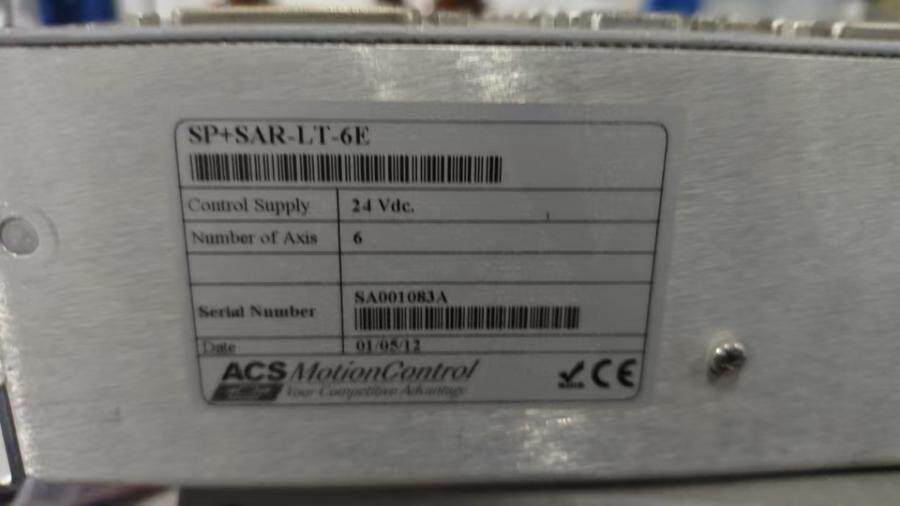 SP+SAR-LT-6E
Control Supply 24 Vdc.
Number of Axis 6
Serial Number SA001083A
Date 01/05/12
ACS MotionControl
Your Competitive Advantage
CE